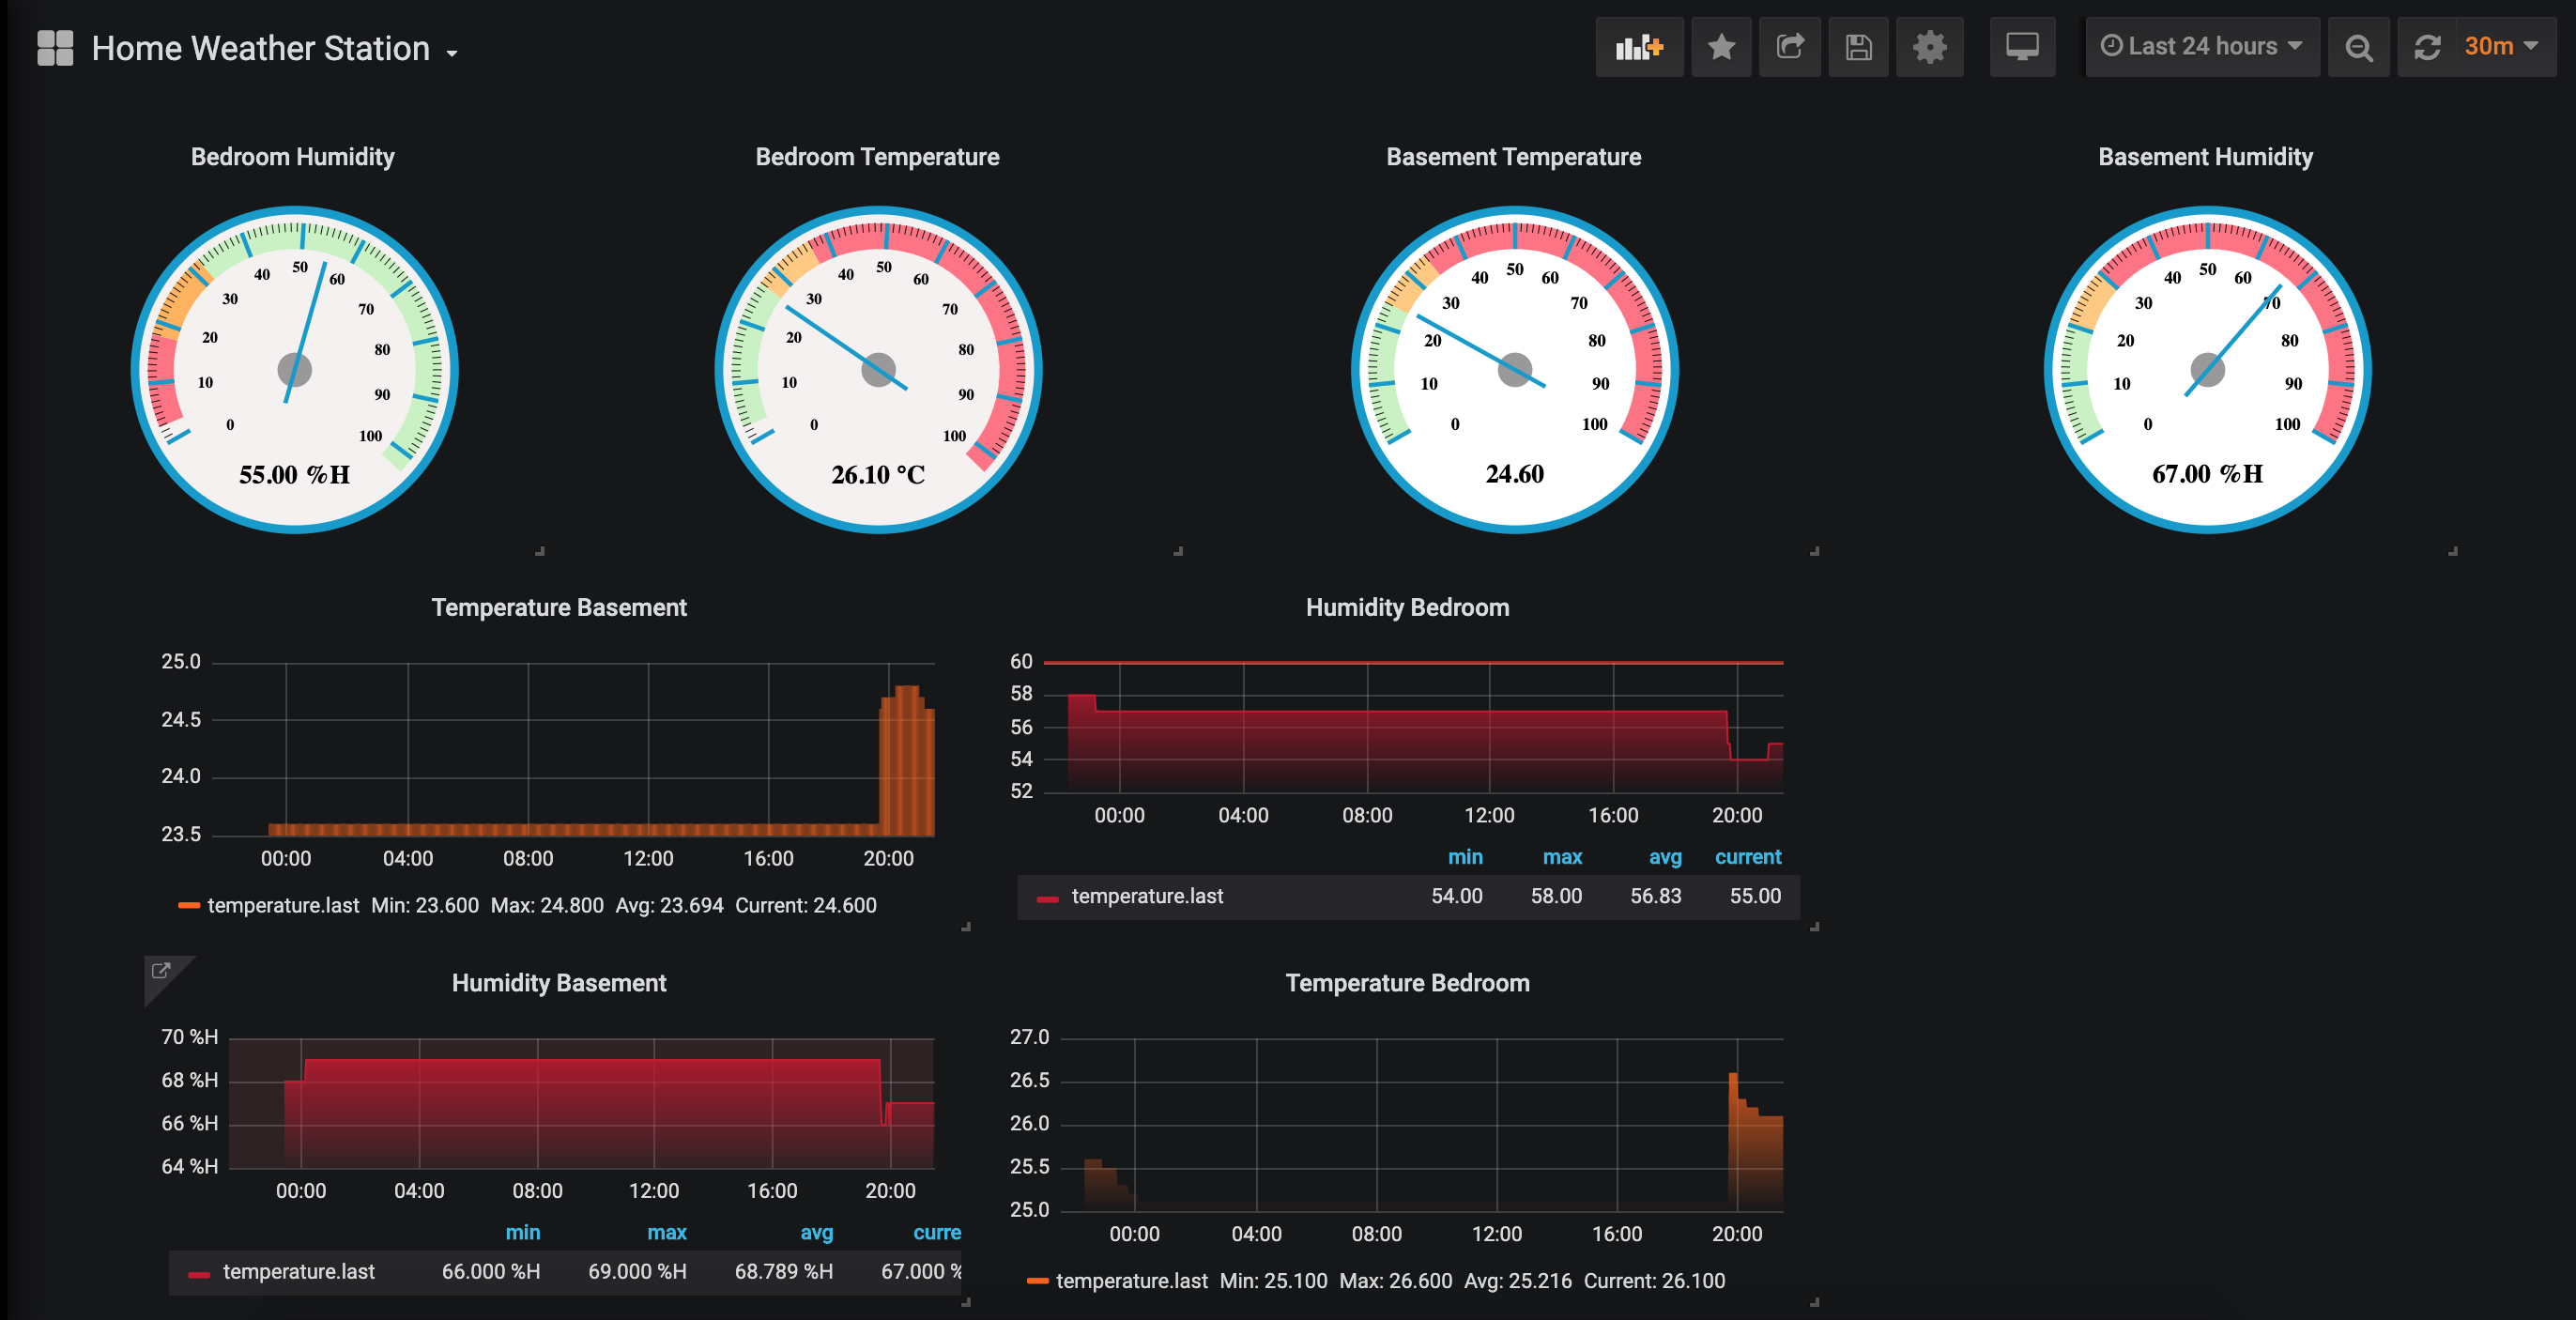 Home Weather Station
Last 24 hours 30m
Bedroom Humidity
0 10 20 30 40 50 60 70 80 90 100
55.00 %H
Bedroom Temperature
0 10 20 30 40 50 60 70 80 90 100
26.10 °C
Basement Temperature
0 10 20 30 40 50 60 70 80 90 100
24.60
Basement Humidity
0 10 20 30 40 50 60 70 80 90 100
67.00 %H
Temperature Basement
25.0
24.5
24.0
23.5
00:00 04:00 08:00 12:00 16:00 20:00
temperature.last Min: 23.600 Max: 24.800 Avg: 23.694 Current: 24.600
Humidity Bedroom
60
58
56
54
52
00:00 04:00 08:00 12:00 16:00 20:00
min max avg current
temperature.last 54.00 58.00 56.83 55.00
Humidity Basement
70 %H
68 %H
66 %H
64 %H
00:00 04:00 08:00 12:00 16:00 20:00
min max avg curre
temperature.last 66.000 %H 69.000 %H 68.789 %H 67.000 %
Temperature Bedroom
27.0
26.5
26.0
25.5
25.0
00:00 04:00 08:00 12:00 16:00 20:00
temperature.last Min: 25.100 Max: 26.600 Avg: 25.216 Current: 26.100